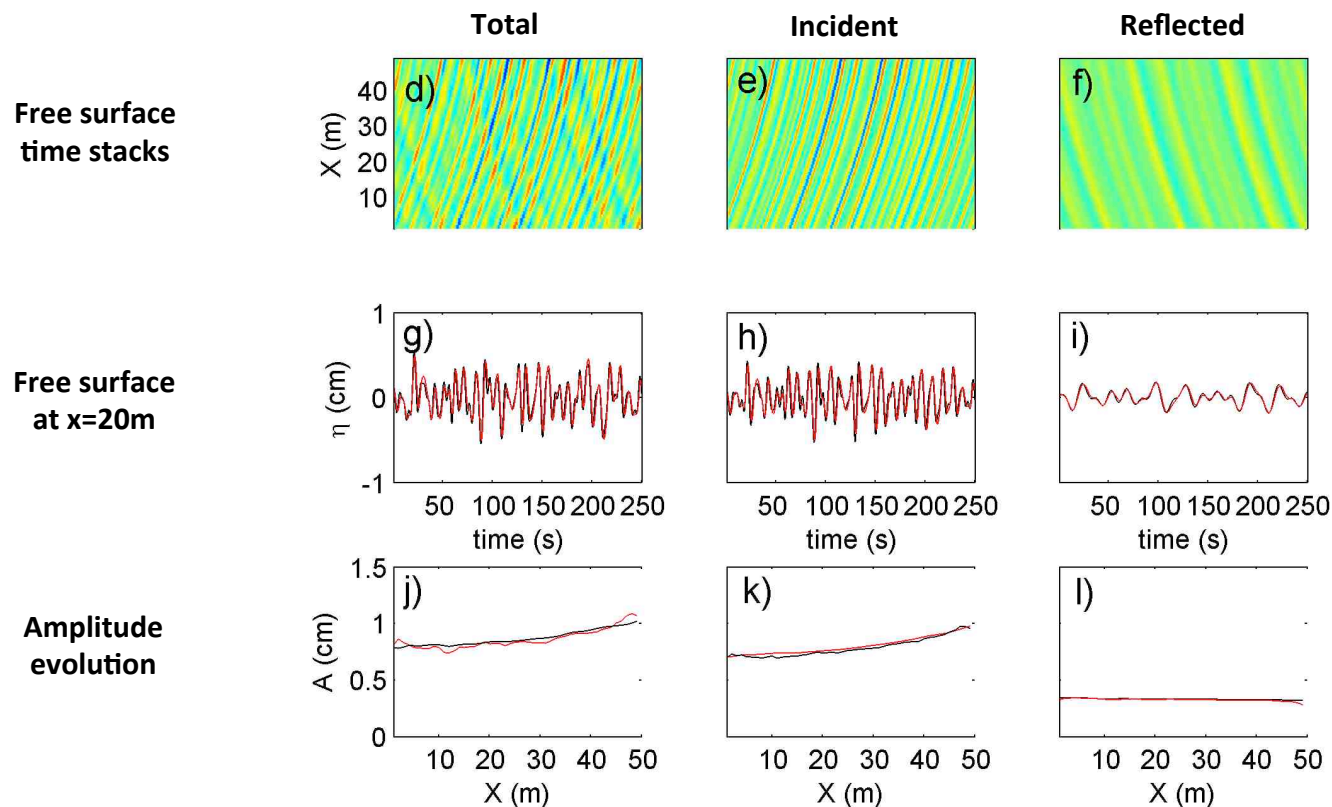 Total Incident Reflected
Free surface
time stacks
d) e) f)
X (m)
40
30
20
10
Free surface
at x=20m
g) h) i)
η (cm)
1
0
-1
50 100 150 200 250 50 100 150 200 250 50 100 150 200 250
time (s) time (s) time (s)
Amplitude
evolution
j) k) l)
A (cm)
1.5
1
0.5
0
10 20 30 40 50 10 20 30 40 50 10 20 30 40 50
X (m) X (m) X (m)